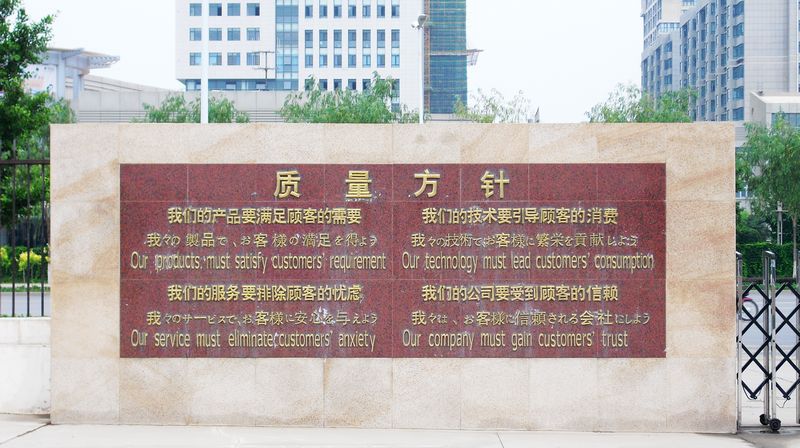 质量方针
我们的产品要满足顾客的需要
我々の製品で、お客様の満足を得よう
Our products must satisfy customers' requirement
我们的技术要引导顾客的消费
我々の技術でお客様に繁栄を貢献しよう
Our technology must lead customers' consumption
我们的服务要排除顾客的忧虑
我々のサービスで、お客様に安心を与えよう
Our service must eliminate customers' anxiety
我们的公司要受到顾客的信赖
我々は、お客様に信頼される会社にしよう
Our company must gain customers' trust